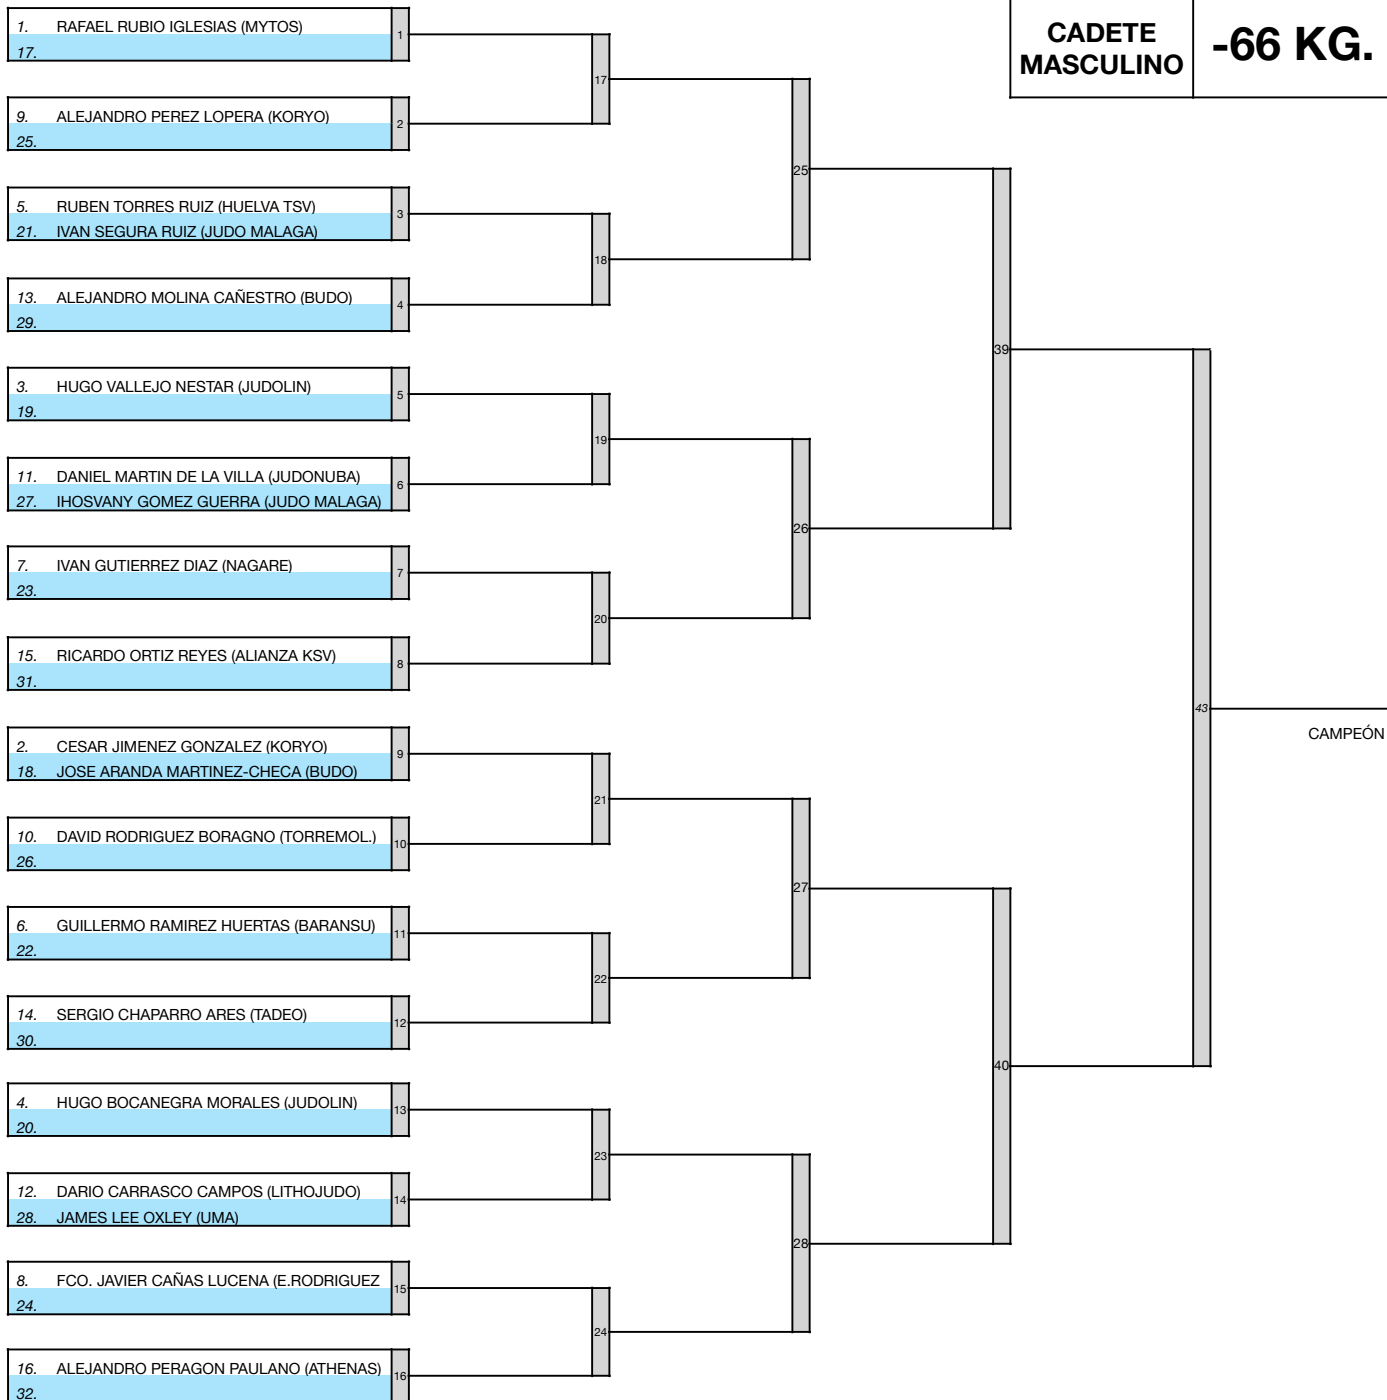 CADETE
MASCULINO
-66 KG.
1. RAFAEL RUBIO IGLESIAS (MYTOS)
17.
1
9. ALEJANDRO PEREZ LOPERA (KORYO)
25.
2
17
5. RUBEN TORRES RUIZ (HUELVA TSV)
21. IVAN SEGURA RUIZ (JUDO MALAGA)
3
13. ALEJANDRO MOLINA CAÑESTRO (BUDO)
29.
4
18
25
3. HUGO VALLEJO NESTAR (JUDOLIN)
19.
5
11. DANIEL MARTIN DE LA VILLA (JUDONUBA)
27. IHOSVANY GOMEZ GUERRA (JUDO MALAGA)
6
19
7. IVAN GUTIERREZ DIAZ (NAGARE)
23.
7
15. RICARDO ORTIZ REYES (ALIANZA KSV)
31.
8
20
26
39
2. CESAR JIMENEZ GONZALEZ (KORYO)
18. JOSE ARANDA MARTINEZ-CHECA (BUDO)
9
10. DAVID RODRIGUEZ BORAGNO (TORREMOL.)
26.
10
21
6. GUILLERMO RAMIREZ HUERTAS (BARANSU)
22.
11
14. SERGIO CHAPARRO ARES (TADEO)
30.
12
22
27
4. HUGO BOCANEGRA MORALES (JUDOLIN)
20.
13
12. DARIO CARRASCO CAMPOS (LITHOJUDO)
28. JAMES LEE OXLEY (UMA)
14
23
8. FCO. JAVIER CAÑAS LUCENA (E.RODRIGUEZ
24.
15
16. ALEJANDRO PERAGON PAULANO (ATHENAS)
32.
16
24
28
40
43
CAMPEÓN